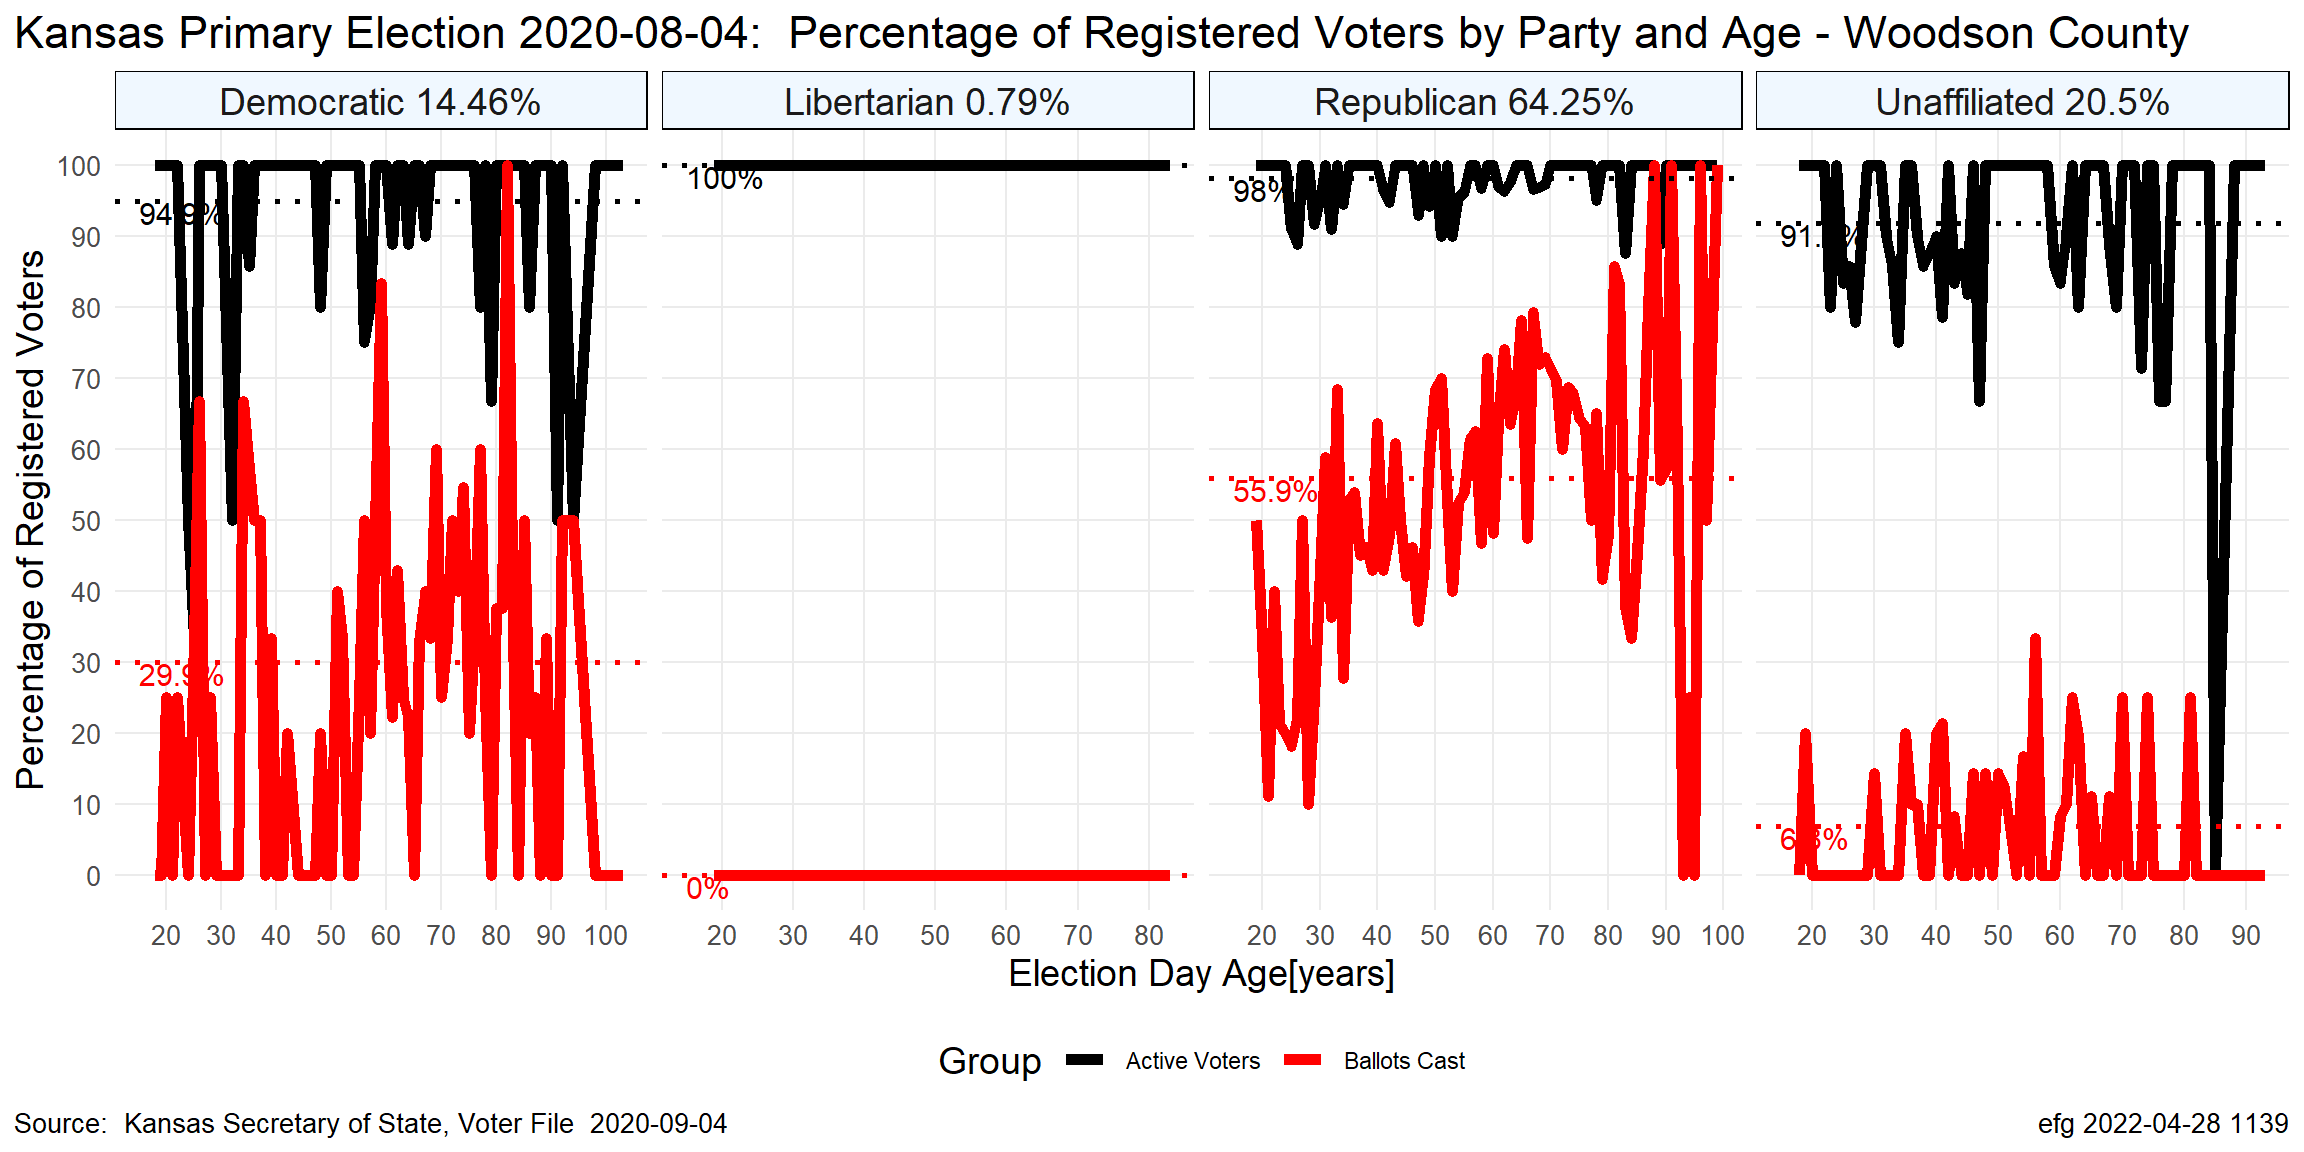 Kansas Primary Election 2020-08-04:  Percentage of Registered Voters by Party and Age - Woodson County
Democratic 14.46%
Libertarian 0.79%
Republican 64.25%
Unaffiliated 20.5%
Percentage of Registered Voters
100
90
80
70
60
50
40
30
20
10
0
94.9%
29.9%
100%
0%
98%
55.9%
20 30 40 50 60 70 80 90 100
20 30 40 50 60 70 80
20 30 40 50 60 70 80 90 100
20 30 40 50 60 70 80 90
Election Day Age[years]
Group Active Voters Ballots Cast
Source:  Kansas Secretary of State, Voter File  2020-09-04
efg 2022-04-28 1139